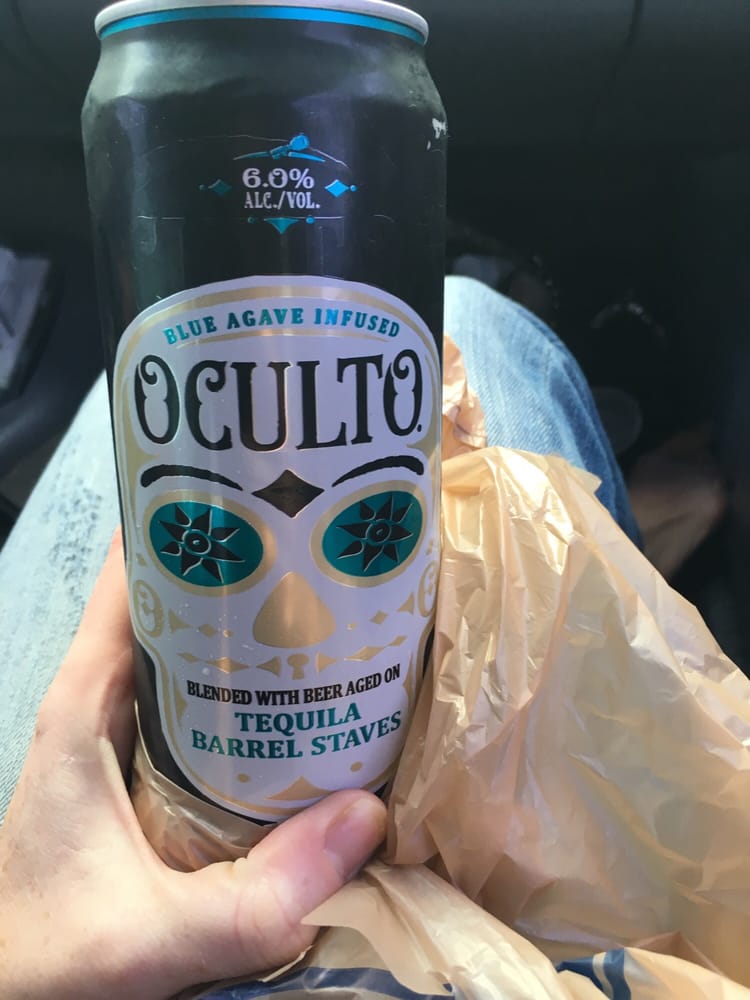 6.0%
ALC./VOL.
BLUE AGAVE INFUSED
OCULTO.
BLENDED WITH BEER AGED ON
TEQUILA
BARREL STAVES